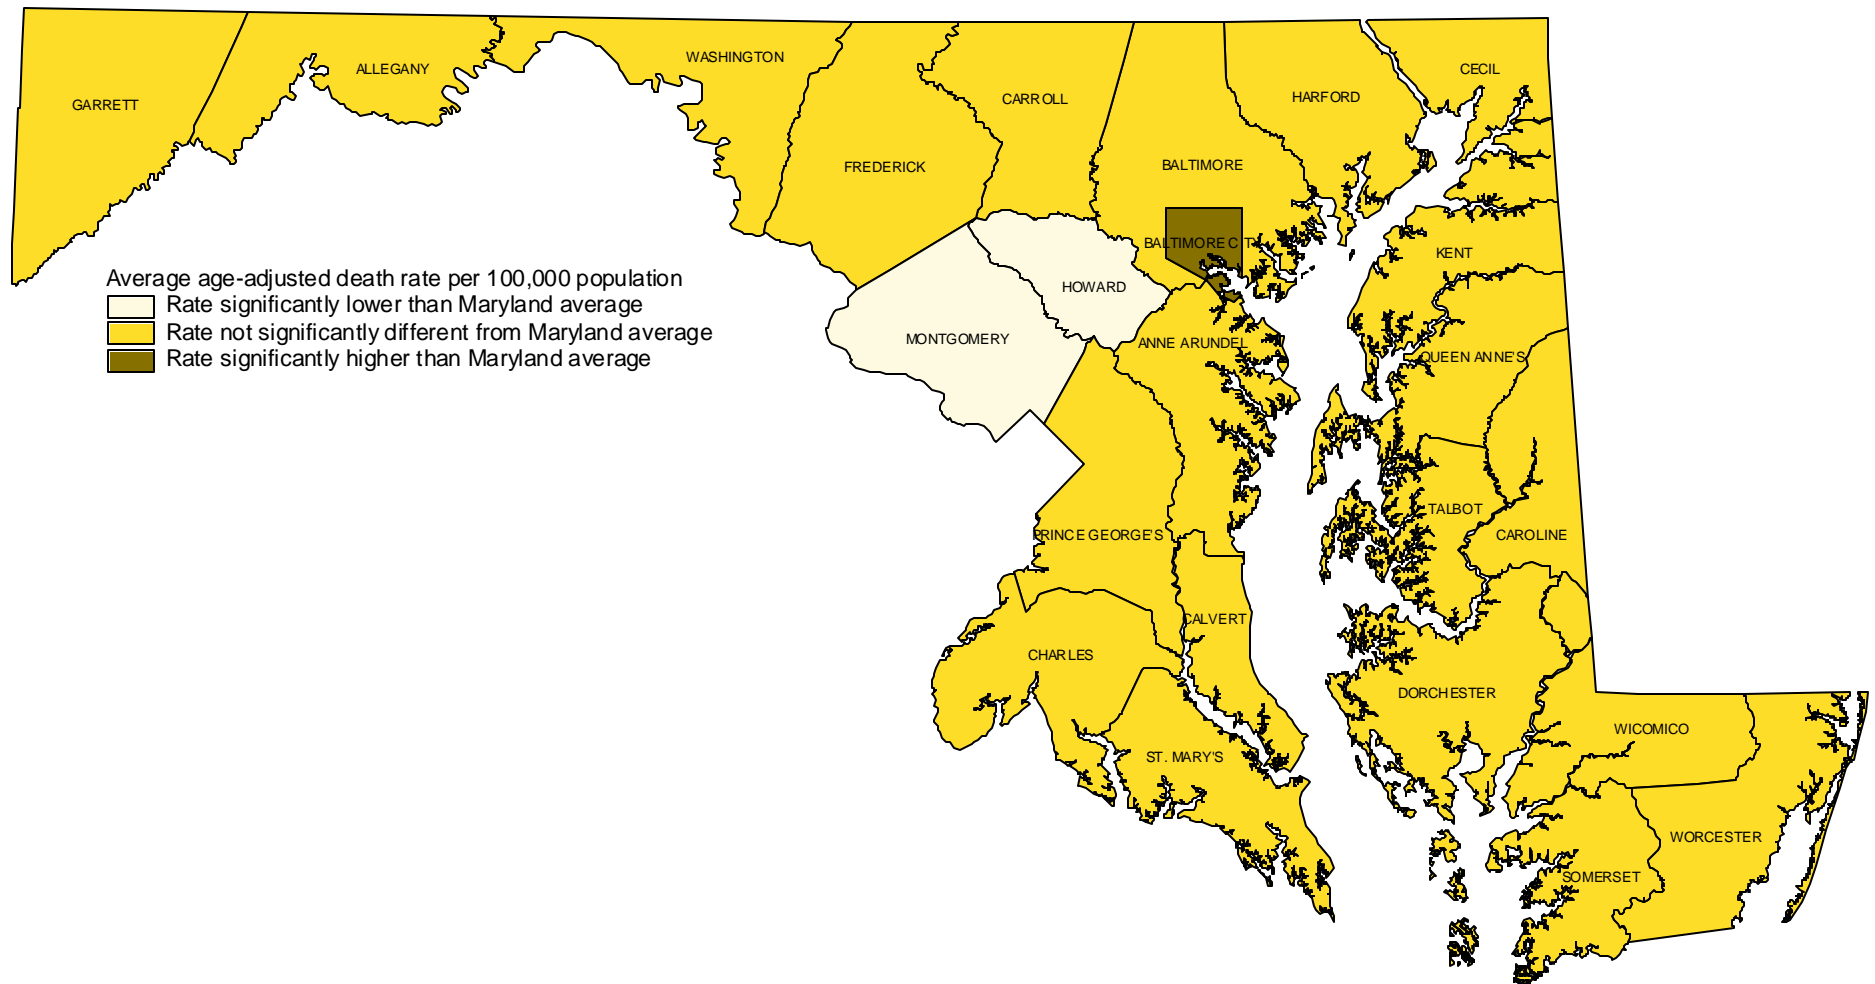 CECIL
WASHINGTON
ALLEGANY
HARFORD
CARROLL
GARRETT
BALTIMORE
FREDERICK
BALTIMORE CITY
KENT
Average age-adjusted death rate per 100,000 population
Rate significantly lower than Maryland average
Rate not significantly different from Maryland average
Rate significantly higher than Maryland average
HOWARD
MONTGOMERY
ANNE ARUNDEL
QUEEN ANNE'S
TALBOT
PRINCE GEORGE'S
CAROLINE
CALVERT
CHARLES
DORCHESTER
WICOMICO
ST. MARY'S
WORCESTER
SOMERSET